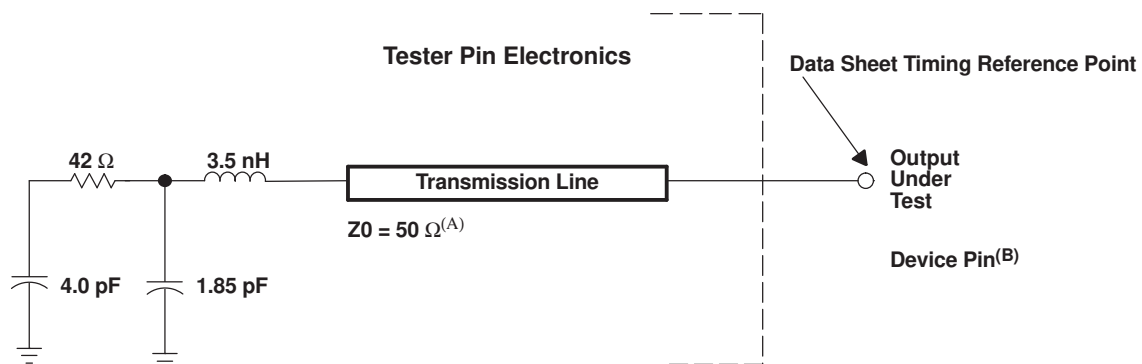 Tester Pin Electronics
Data Sheet Timing Reference Point
42 Ω
3.5 nH
Transmission Line
Output
Under
Test
Z0 = 50 Ω(A)
Device Pin(B)
4.0 pF
1.85 pF